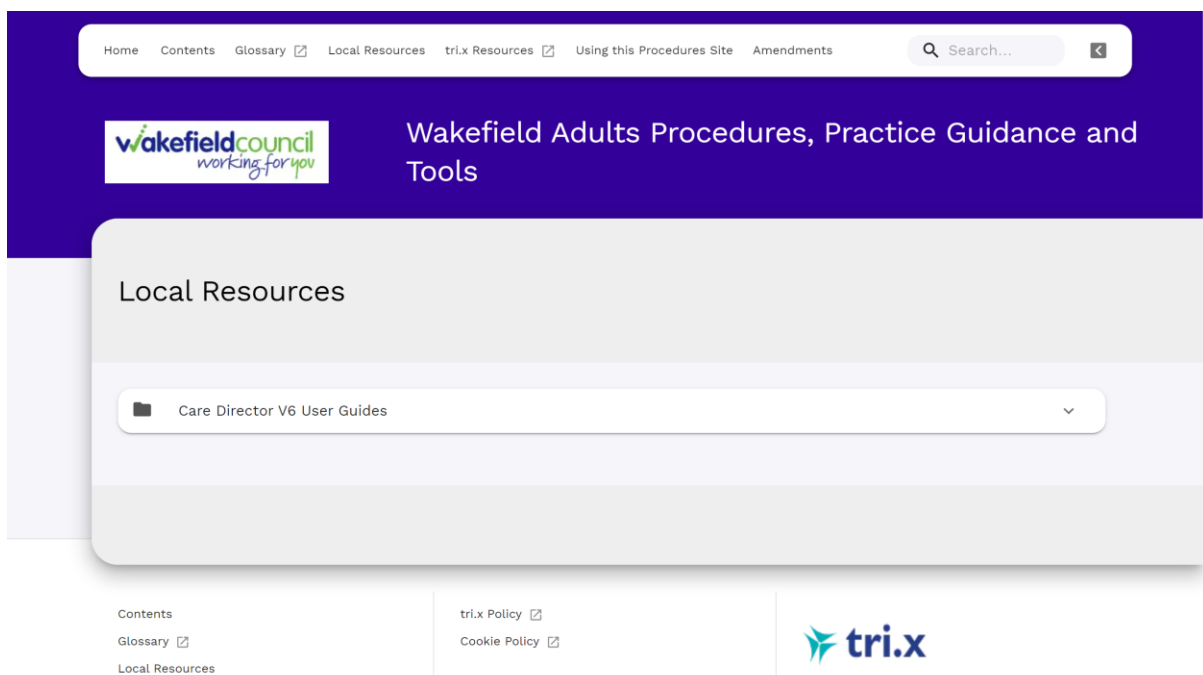 Home Contents Glossary Local Resources tri.x Resources Using this Procedures Site Amendments Search...
wakefieldcouncil
working for you
Wakefield Adults Procedures, Practice Guidance and
Tools
Local Resources
Care Director V6 User Guides
Contents
Glossary
Local Resources
tri.x Policy
Cookie Policy
tri.x